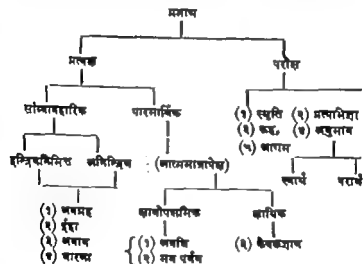 प्रमाण
प्रत्यक्ष परोक्ष
सांव्यवहारिक पारमार्थिक (१) स्मृति (२) प्रत्यभिज्ञा
(३) ऊह, (४) अनुमान
(५) आगम
इन्द्रियनिमित्त अनिन्द्रिय (आत्ममात्रापेक्ष) स्वार्थ परार्थ
(१) अवग्रह क्षायोपशमिक क्षायिक
(२) ईहा
(३) अवाय (१) अवधि (३) केवलज्ञान
(४) धारणा (२) मनःपर्यय